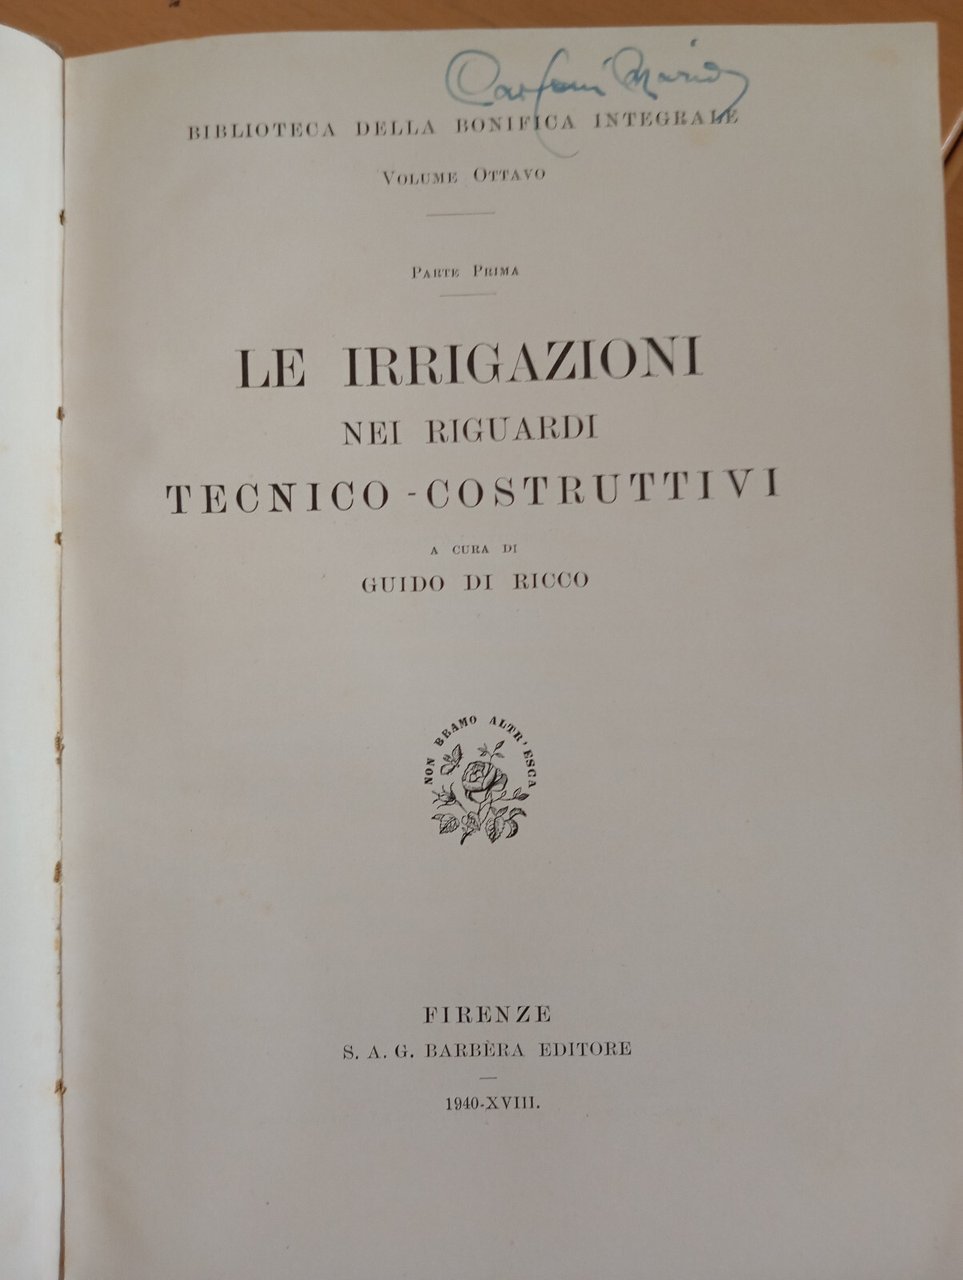 BIBLIOTECA DELLA BONIFICA INTEGRALE
VOLUME OTTAVO
PARTE PRIMA
LE IRRIGAZIONI
NEI RIGUARDI
TECNICO-COSTRUTTIVI
A CURA DI
GUIDO DI RICCO
NON BEAMO ALTR'ESCA
FIRENZE
S. A. G. BARBÈRA EDITORE
1940-XVIII.